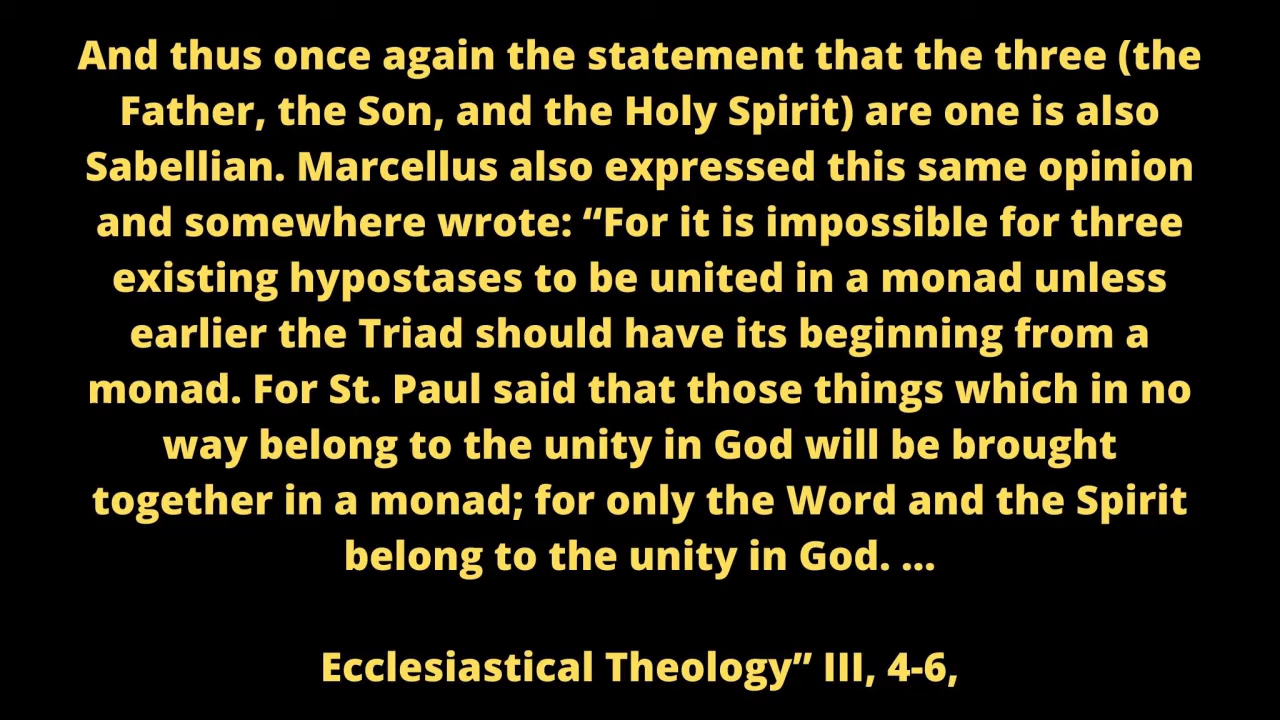 And thus once again the statement that the three (the
Father, the Son, and the Holy Spirit) are one is also
Sabellian. Marcellus also expressed this same opinion
and somewhere wrote: “For it is impossible for three
existing hypostases to be united in a monad unless
earlier the Triad should have its beginning from a
monad. For St. Paul said that those things which in no
way belong to the unity in God will be brought
together in a monad; for only the Word and the Spirit
belong to the unity in God. ...
Ecclesiastical Theology” III, 4-6,